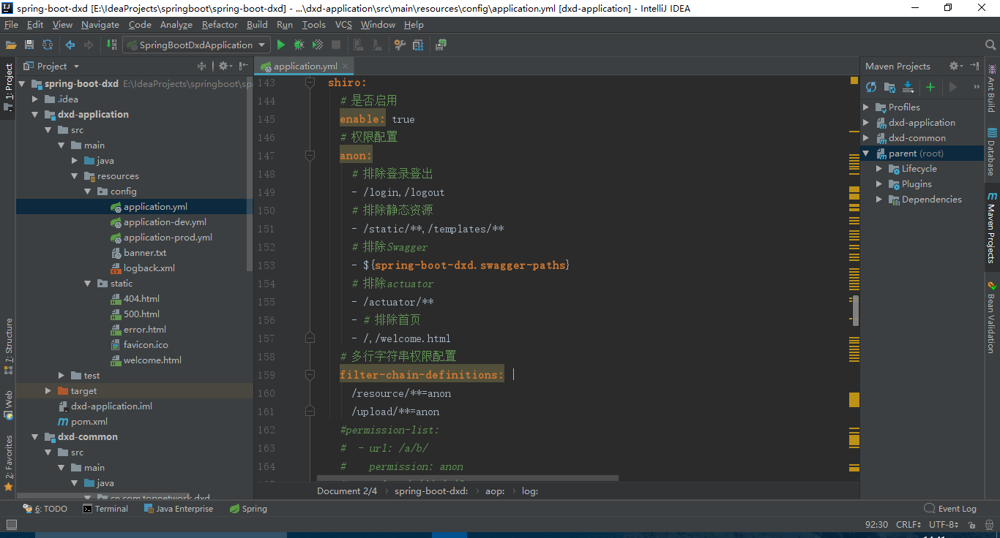 spring-boot-dxd [E:\IdeaProjects\springboot\spring-boot-dxd] - ...\dxd-application\src\main\resources\config\application.yml [dxd-application] - IntelliJ IDEA
File Edit View Navigate Code Analyze Refactor Build Run Tools VCS Window Help
SpringBootDxdApplication
1: Project
7: Structure
Web
2: Favorites
Project
spring-boot-dxd E:\IdeaProjects\springboot\sp
.idea
dxd-application
src
main
java
resources
config
application.yml
application-dev.yml
application-prod.yml
banner.txt
logback.xml
static
404.html
500.html
error.html
favicon.ico
welcome.html
test
target
dxd-application.iml
pom.xml
dxd-common
src
main
java
cn.com.topnetwork.dxd
application.yml
143 shiro:
144 # 是否启用
145 enable: true
146 # 权限配置
147 anon:
148 # 排除登录登出
149 - /login,/logout
150 # 排除静态资源
151 - /static/**,/templates/**
152 # 排除Swagger
153 - ${spring-boot-dxd.swagger-paths}
154 # 排除actuator
155 - /actuator/**
156 - # 排除首页
157 - /,/welcome.html
158 # 多行字符串权限配置
159 filter-chain-definitions: |
160 /resource/**=anon
161 /upload/**=anon
162 #permission-list:
163 # - url: /a/b/
164 # permission: anon
Document 2/4 spring-boot-dxd: aop: log:
Maven Projects
Profiles
dxd-application
dxd-common
parent (root)
Lifecycle
Plugins
Dependencies
Ant Build
Database
Maven Projects
Bean Validation
6: TODO Terminal Java Enterprise Spring Event Log
92:30 CRLF UTF-8